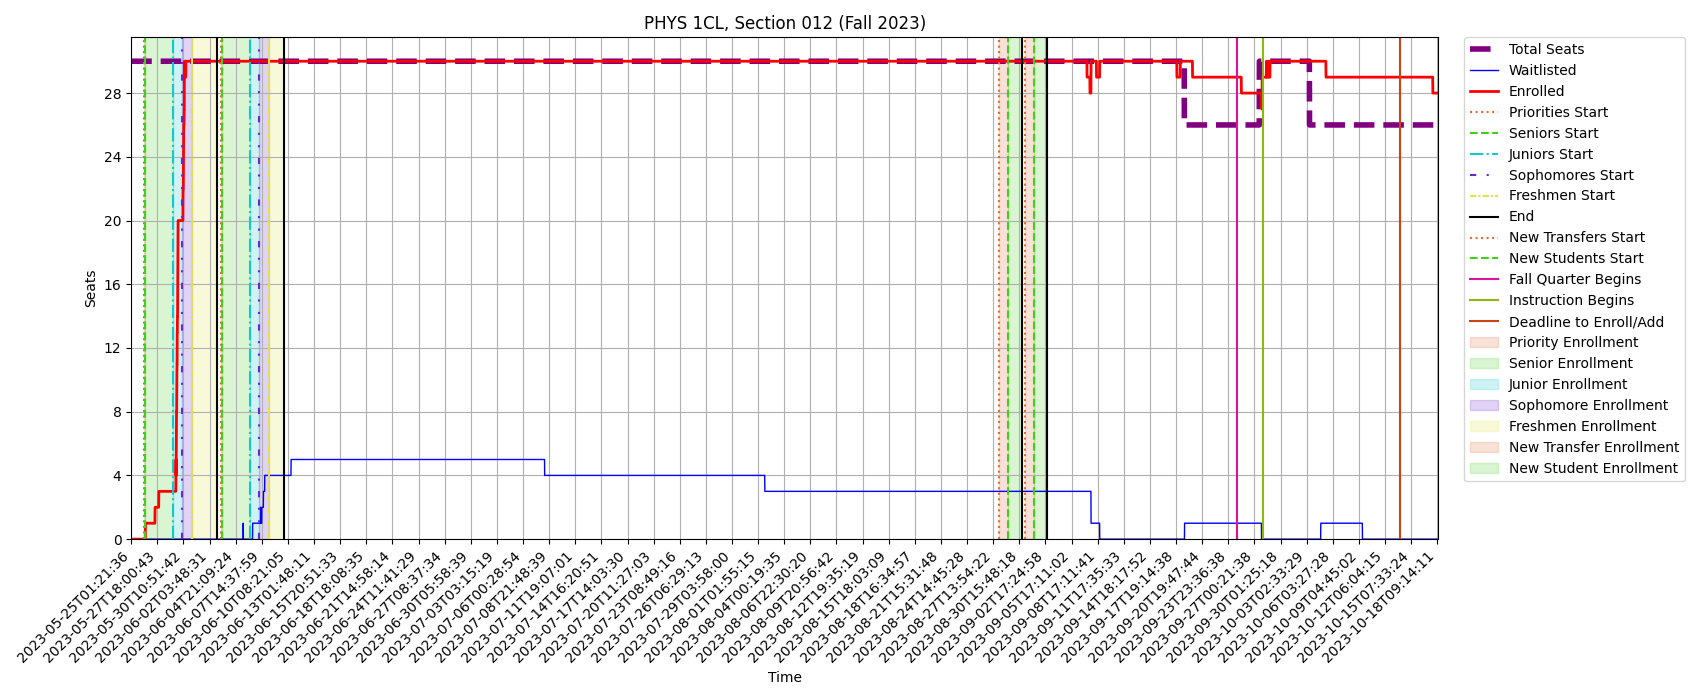 PHYS 1CL, Section 012 (Fall 2023)
Seats
28
24
20
16
12
8
4
0
2023-05-25T01:21:36
2023-05-27T18:00:43
2023-05-30T10:51:42
2023-06-02T03:48:31
2023-06-04T21:09:24
2023-06-07T14:37:59
2023-06-10T08:21:05
2023-06-13T01:48:11
2023-06-15T20:51:33
2023-06-18T18:08:35
2023-06-21T14:58:14
2023-06-24T11:41:29
2023-06-27T08:37:34
2023-06-30T05:58:39
2023-07-03T03:15:19
2023-07-06T00:28:54
2023-07-08T21:48:39
2023-07-11T19:07:01
2023-07-14T16:20:51
2023-07-17T14:03:30
2023-07-20T11:27:03
2023-07-23T08:49:16
2023-07-26T06:29:13
2023-07-29T03:58:00
2023-08-01T01:55:15
2023-08-04T00:19:35
2023-08-06T22:30:20
2023-08-09T20:56:42
2023-08-12T19:35:19
2023-08-15T18:03:09
2023-08-18T16:34:57
2023-08-21T15:31:48
2023-08-24T14:45:28
2023-08-27T13:54:22
2023-08-30T15:48:18
2023-09-02T17:24:58
2023-09-05T17:11:02
2023-09-08T17:11:41
2023-09-11T17:35:33
2023-09-14T18:17:52
2023-09-17T19:14:38
2023-09-20T19:47:44
2023-09-23T23:36:38
2023-09-27T00:21:38
2023-09-30T01:25:18
2023-10-03T02:33:29
2023-10-06T03:27:28
2023-10-09T04:45:02
2023-10-12T06:04:15
2023-10-15T07:33:24
2023-10-18T09:14:11
Time
Total Seats
Waitlisted
Enrolled
Priorities Start
Seniors Start
Juniors Start
Sophomores Start
Freshmen Start
End
New Transfers Start
New Students Start
Fall Quarter Begins
Instruction Begins
Deadline to Enroll/Add
Priority Enrollment
Senior Enrollment
Junior Enrollment
Sophomore Enrollment
Freshmen Enrollment
New Transfer Enrollment
New Student Enrollment